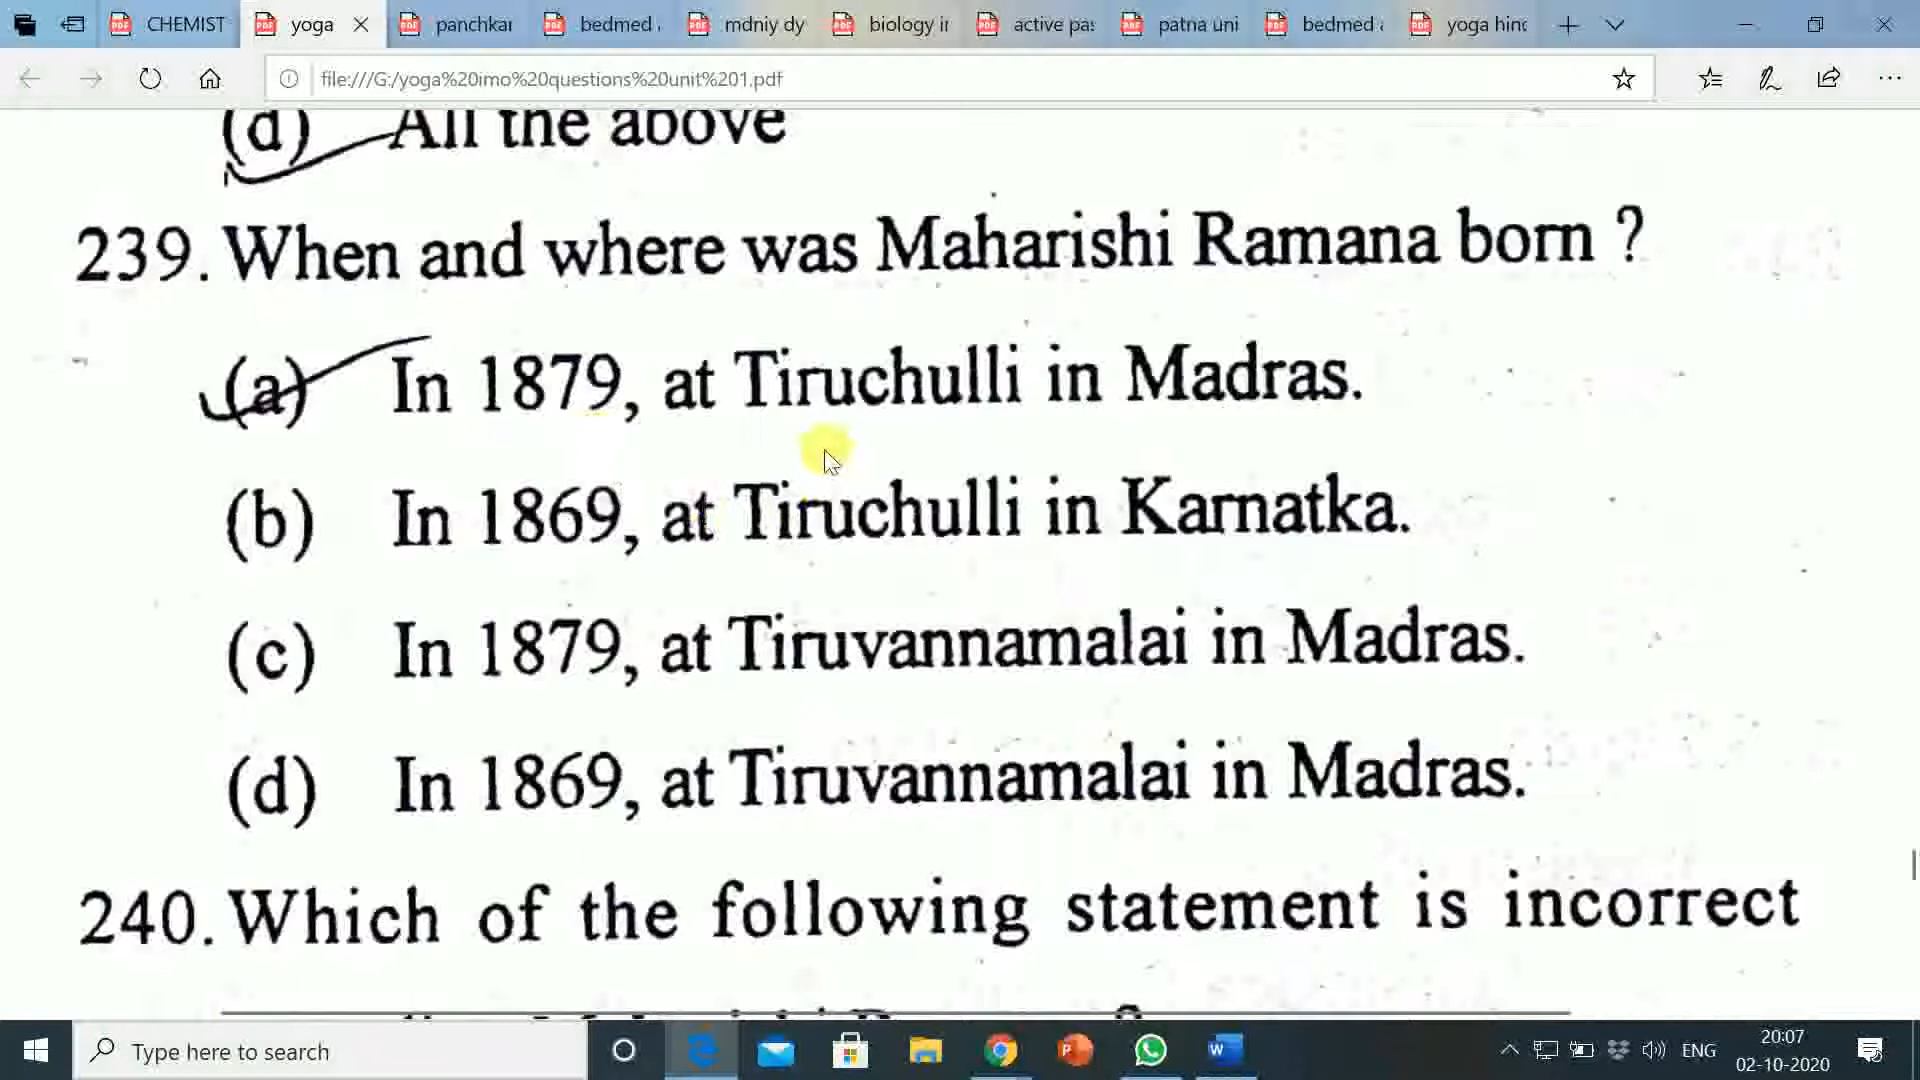 CHEMIST
yoga
panchkar
bedmed
mdniy dy
biology ir
active pas
patna uni
bedmed
yoga hind
file:///G:/yoga%20imo%20questions%20unit%201.pdf
(d) All the above
239. When and where was Maharishi Ramana born ?
(a) In 1879, at Tiruchulli in Madras.
(b) In 1869, at Tiruchulli in Karnatka.
(c) In 1879, at Tiruvannamalai in Madras.
(d) In 1869, at Tiruvannamalai in Madras.
240. Which of the following statement is incorrect
Type here to search
ENG
20:07
02-10-2020